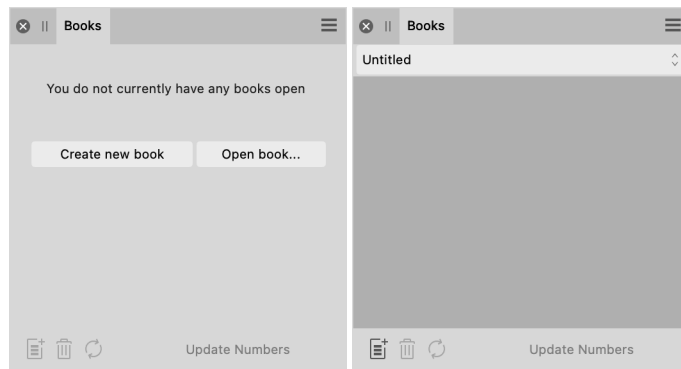 Books
You do not currently have any books open
Create new book
Open book...
Update Numbers
Books
Untitled
Update Numbers